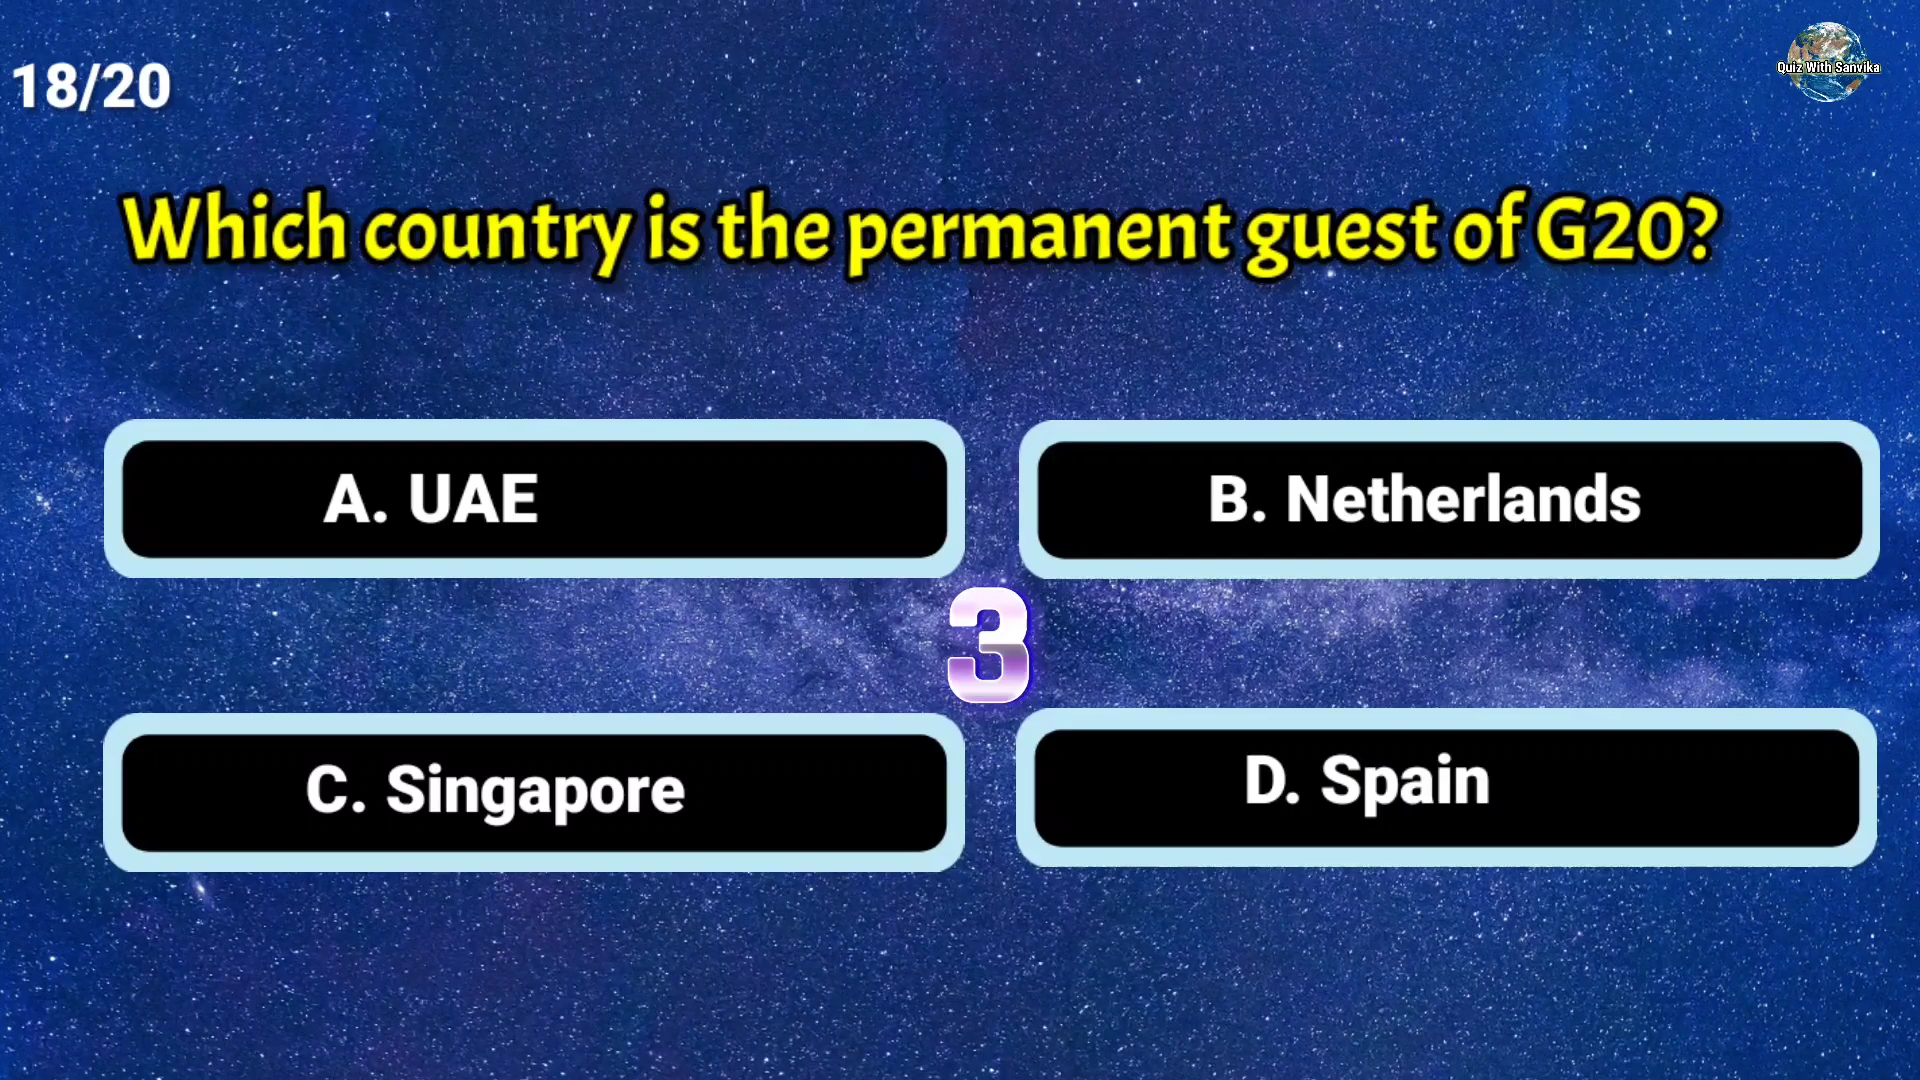 18/20
Quiz With Sanvika
Which country is the permanent guest of G20?
A. UAE
B. Netherlands
3
C. Singapore
D. Spain